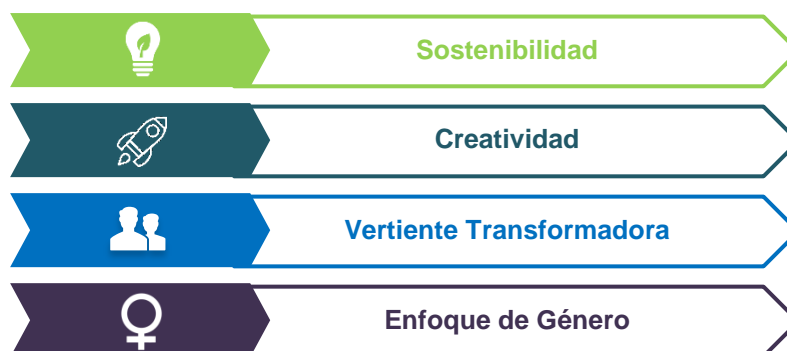 Sostenibilidad
Creatividad
Vertiente Transformadora
Enfoque de Género